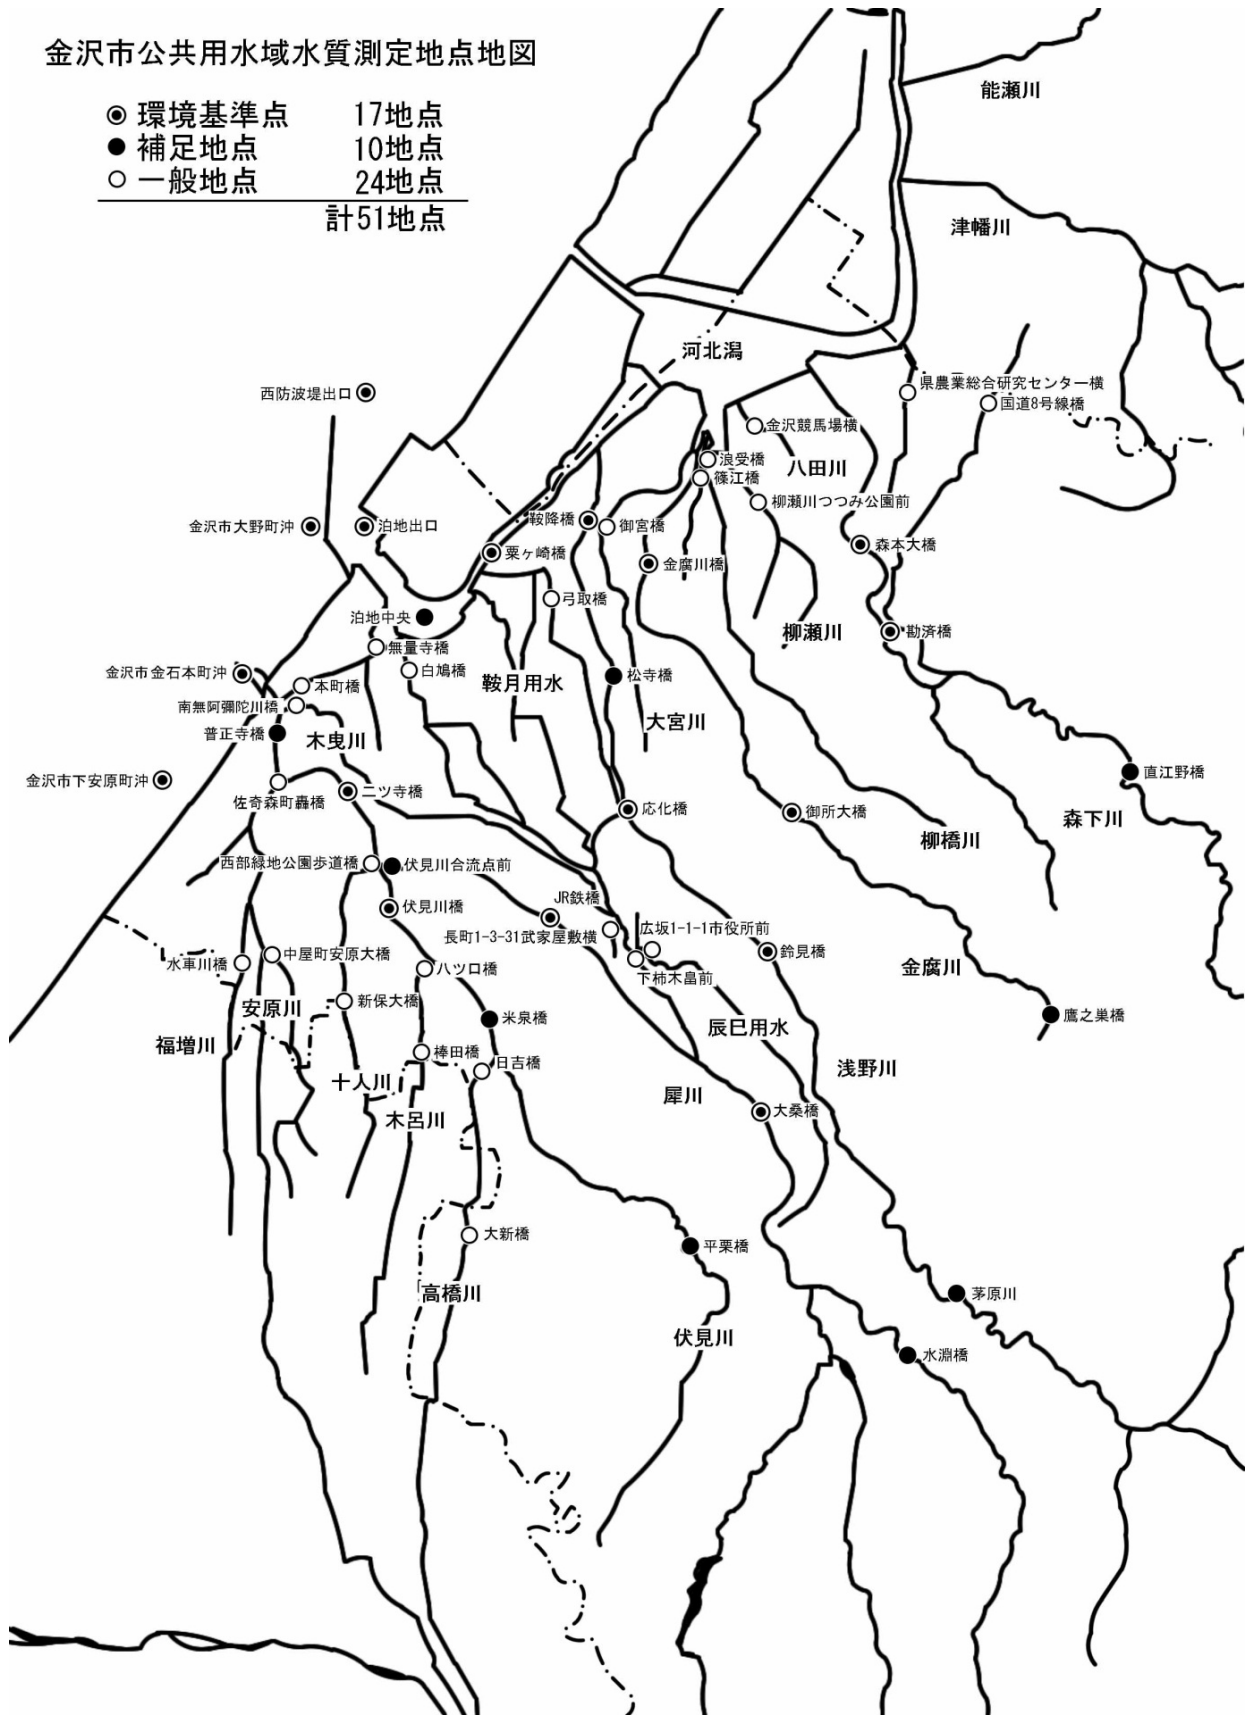 金沢市公共用水域水質測定地点地図
環境基準点 17地点
補足地点 10地点
一般地点 24地点
計51地点
能瀬川
津幡川
河北潟
県農業総合研究センター横
国道8号線橋
西防波堤出口
金沢競馬場横
八田川
浪受橋
篠江橋
柳瀬川つつみ公園前
金沢市大野町沖
泊地出口
鞍降橋
御宮橋
森本大橋
粟ヶ崎橋
金腐川橋
弓取橋
泊地中央
柳瀬川
勘済橋
無量寺橋
白鳩橋
金沢市金石本町沖
本町橋
鞍月用水
松寺橋
南無阿彌陀川橋
大宮川
普正寺橋
木曳川
金沢市下安原町沖
直江野橋
佐奇森町轟橋
二ツ寺橋
応化橋
御所大橋
森下川
柳橋川
西部緑地公園歩道橋
伏見川合流点前
JR鉄橋
伏見川橋
長町1-3-31武家屋敷横
広坂1-1-1市役所前
水車川橋
中屋町安原大橋
八ツ口橋
下柿木畠前
鈴見橋
金腐川
安原川
新保大橋
米泉橋
辰巳用水
鷹之巣橋
福増川
棒田橋
日吉橋
浅野川
十人川
木呂川
犀川
大桑橋
大新橋
平栗橋
高橋川
茅原川
伏見川
水淵橋